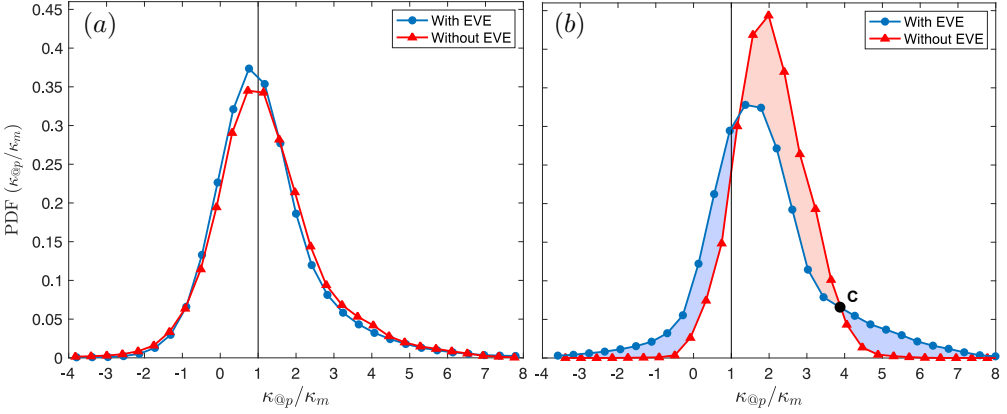 (a)
With EVE
Without EVE
PDF (κ@p/κm)
0.45
0.4
0.35
0.3
0.25
0.2
0.15
0.1
0.05
0
-4 -3 -2 -1 0 1 2 3 4 5 6 7 8
κ@p/κm
(b)
With EVE
Without EVE
C
-4 -3 -2 -1 0 1 2 3 4 5 6 7 8
κ@p/κm